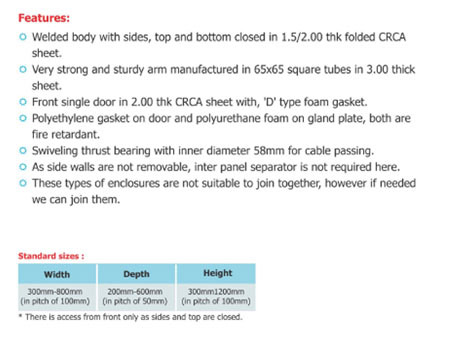 Features:
Welded body with sides, top and bottom closed in 1.5/2.00 thk folded CRCA
sheet.
Very strong and sturdy arm manufactured in 65x65 square tubes in 3.00 thick
sheet.
Front single door in 2.00 thk CRCA sheet with, 'D' type foam gasket.
Polyethylene gasket on door and polyurethane foam on gland plate, both are
fire retardant.
Swiveling thrust bearing with inner diameter 58mm for cable passing.
As side walls are not removable, inter panel separator is not required here.
These types of enclosures are not suitable to join together, however if needed
we can join them.
Standard sizes :
Width Depth Height
300mm-800mm 200mm-600mm 300mm1200mm
(in pitch of 100mm) (in pitch of 50mm) (in pitch of 100mm)
* There is access from front only as sides and top are closed.